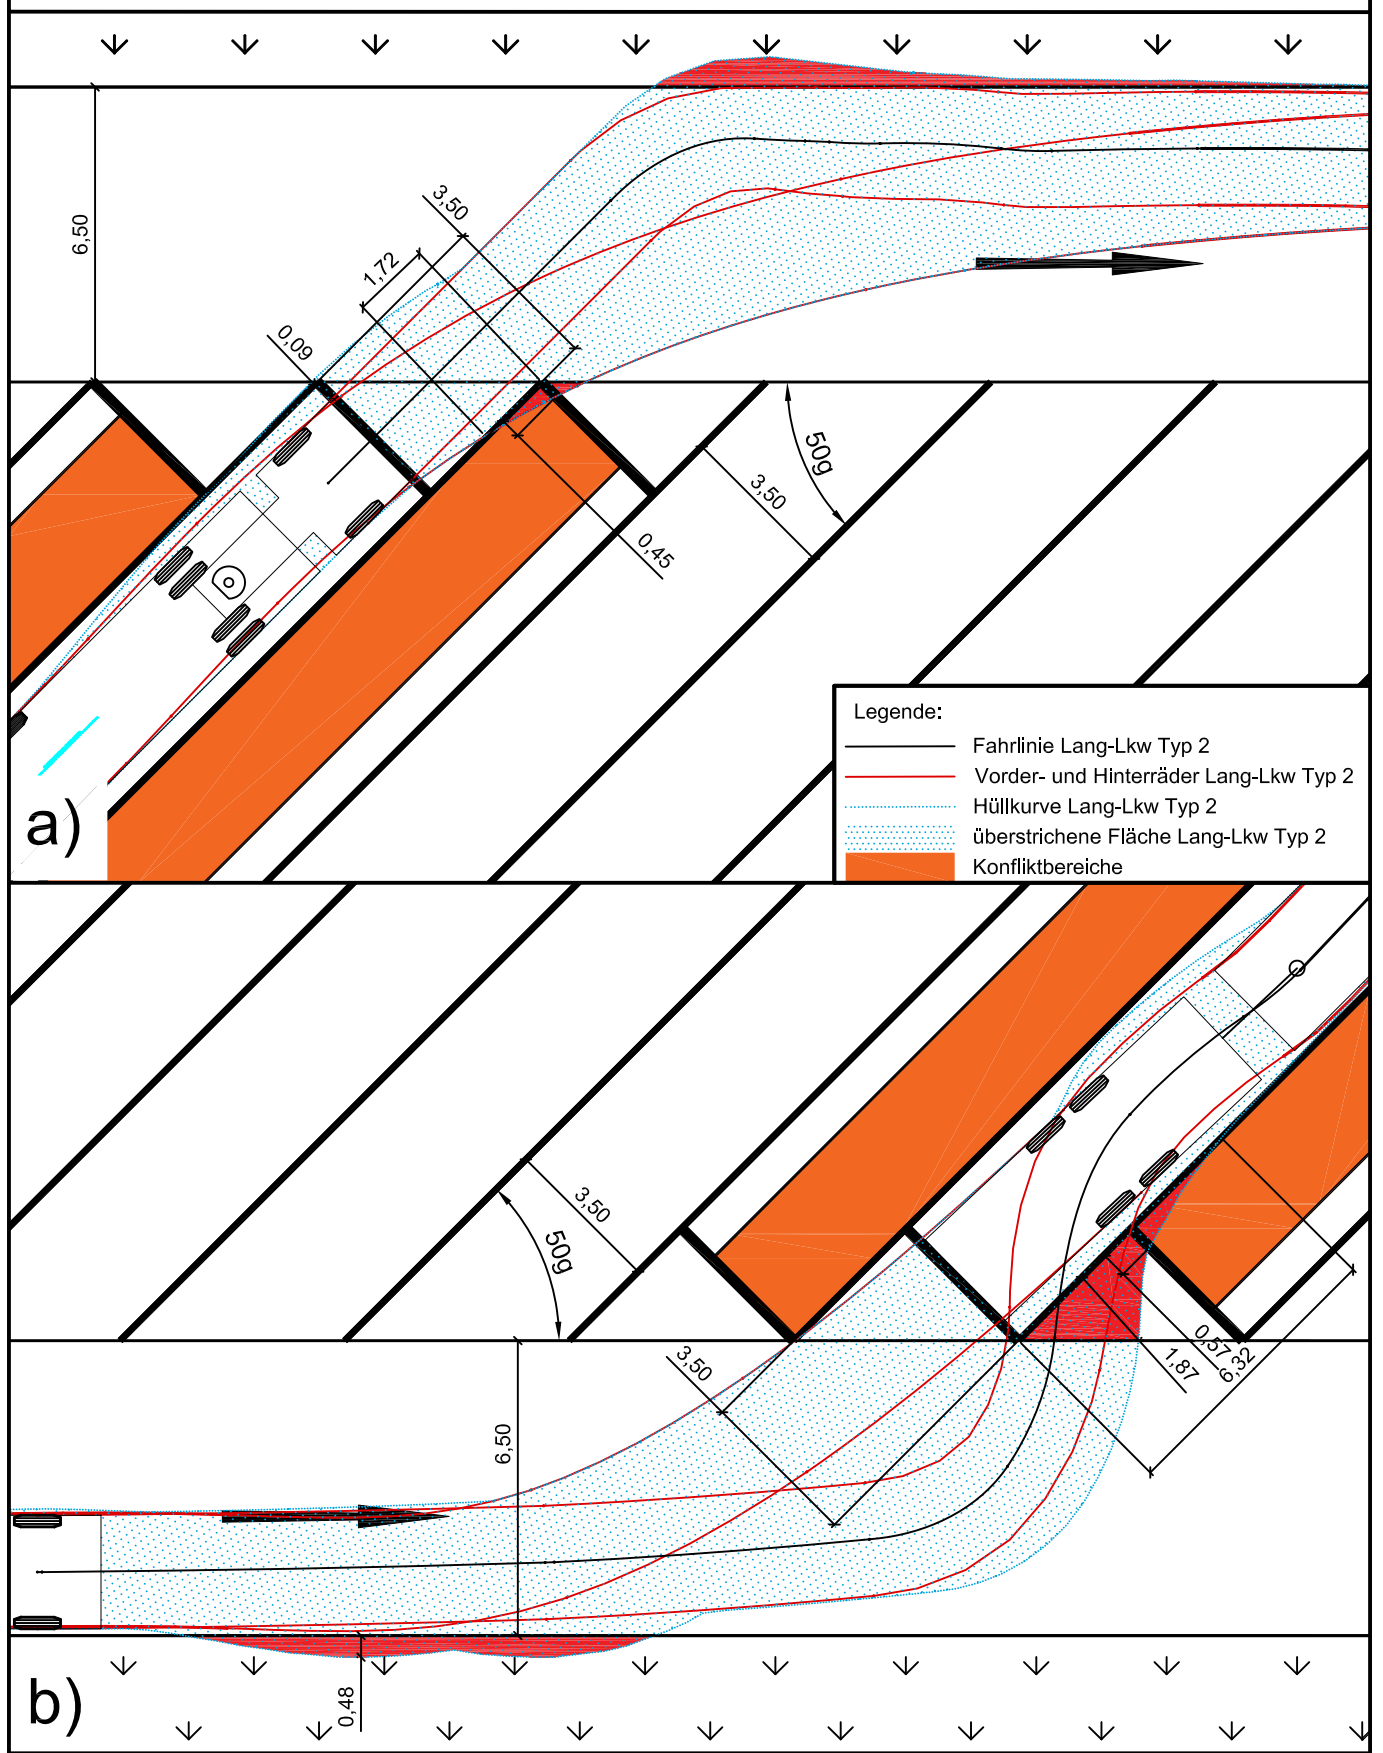 3,50
6,50
1,72
0,09
50g
3,50
0,45
Legende:
Fahrlinie Lang-Lkw Typ 2
Vorder- und Hinterräder Lang-Lkw Typ 2
Hüllkurve Lang-Lkw Typ 2
überstrichene Fläche Lang-Lkw Typ 2
Konfliktbereiche
a)
3,50
50g
3,50
0,57
6,32
1,87
6,50
b)
0,48